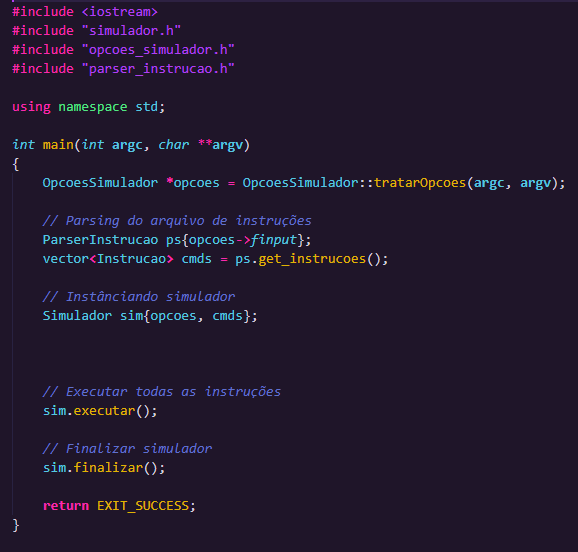 #include <iostream>
#include "simulador.h"
#include "opcoes_simulador.h"
#include "parser_instrucao.h"
using namespace std;
int main(int argc, char **argv)
{
OpcoesSimulador *opcoes = OpcoesSimulador::tratarOpcoes(argc, argv);
// Parsing do arquivo de instruções
ParserInstrucao ps{opcoes->finput};
vector<Instrucao> cmds = ps.get_instrucoes();
// Instânciando simulador
Simulador sim{opcoes, cmds};
// Executar todas as instruções
sim.executar();
// Finalizar simulador
sim.finalizar();
return EXIT_SUCCESS;
}